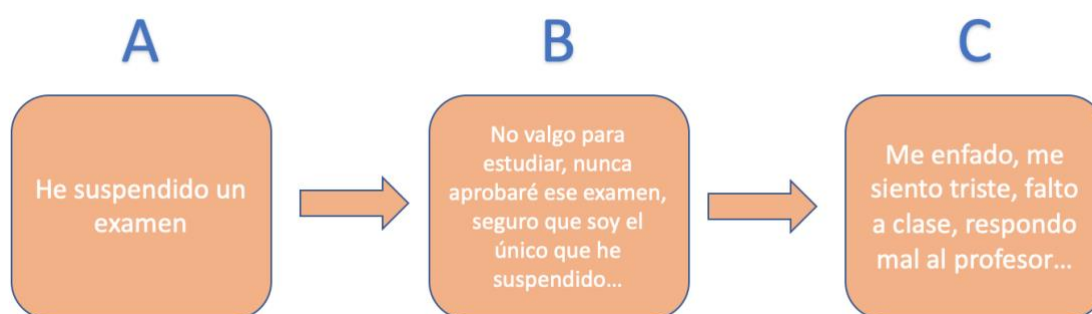 A
B
C
He suspendido un
examen
No valgo para
estudiar, nunca
aprobaré ese examen,
seguro que soy el
único que he
suspendido...
Me enfado, me
siento triste, falto
a clase, respondo
mal al profesor...